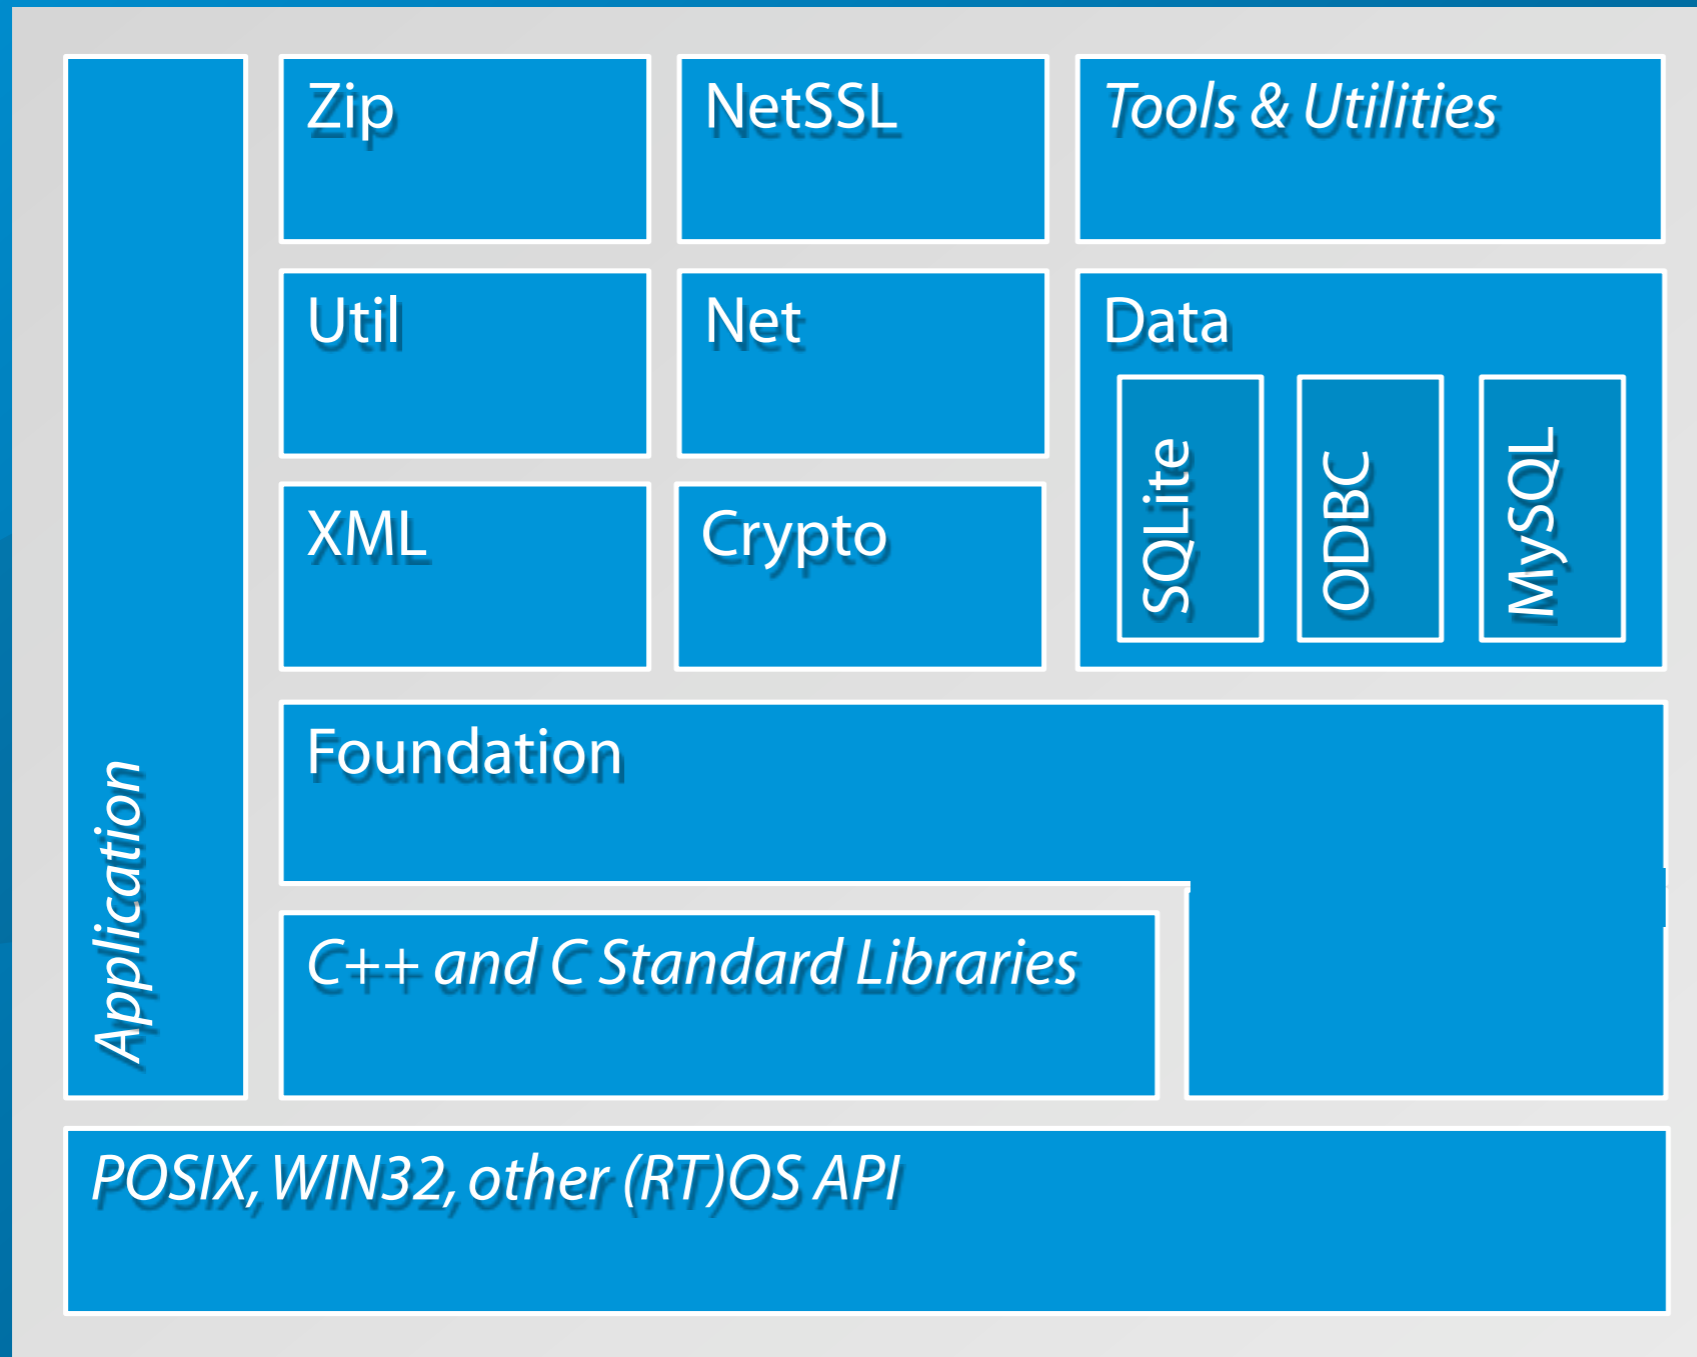 Zip
NetSSL
Tools & Utilities
Util
Net
Data
SQLite
ODBC
MySQL
XML
Crypto
Foundation
Application
C++ and C Standard Libraries
POSIX, WIN32, other (RT)OS API